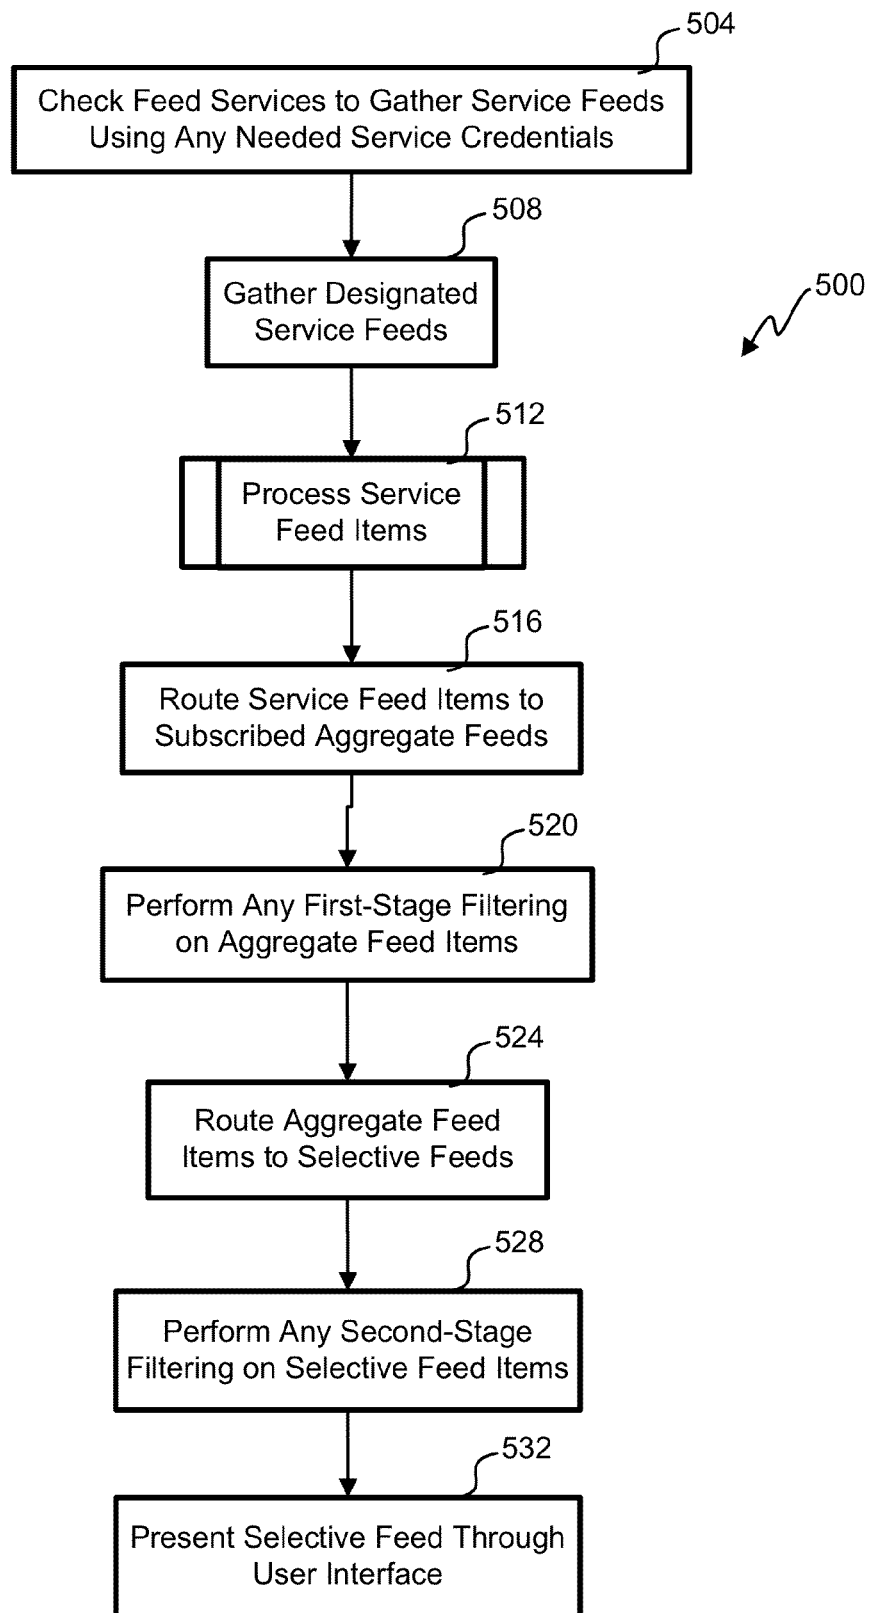 504
Check Feed Services to Gather Service Feeds
Using Any Needed Service Credentials
508
Gather Designated
Service Feeds
500
512
Process Service
Feed Items
516
Route Service Feed Items to
Subscribed Aggregate Feeds
520
Perform Any First-Stage Filtering
on Aggregate Feed Items
524
Route Aggregate Feed
Items to Selective Feeds
528
Perform Any Second-Stage
Filtering on Selective Feed Items
532
Present Selective Feed Through
User Interface